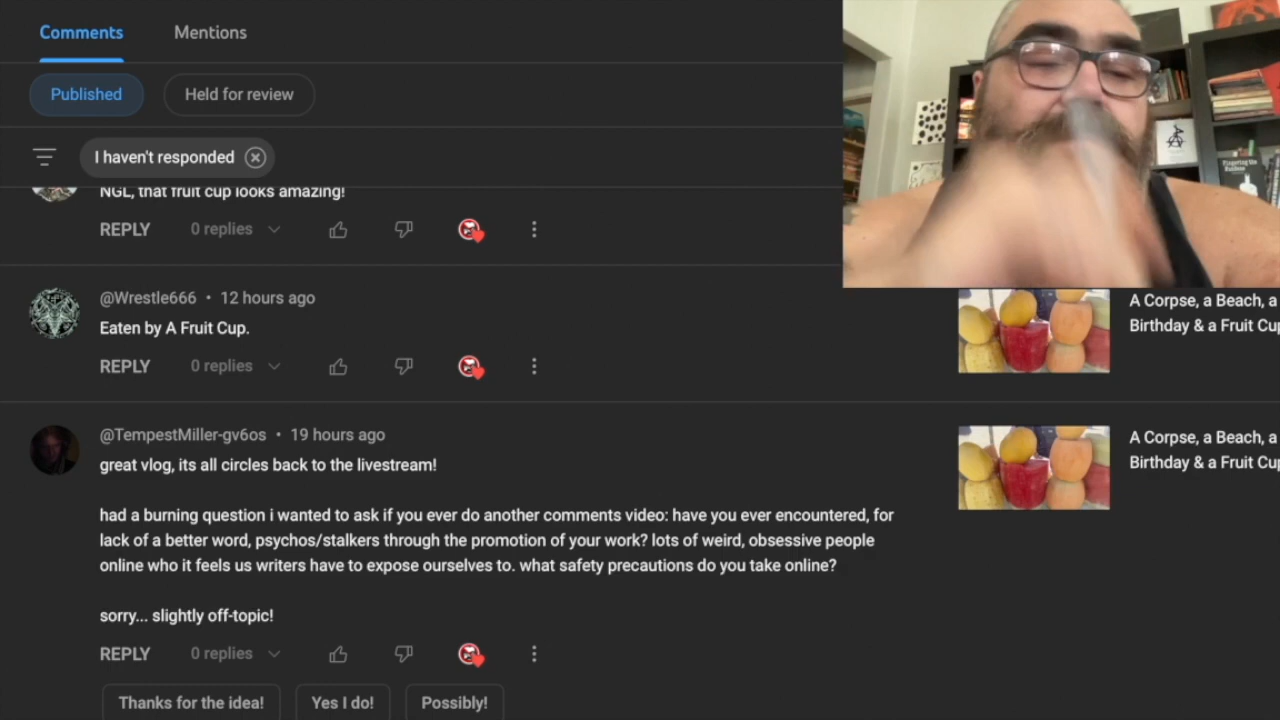 Comments
Mentions
Published
Held for review
I haven't responded
NGL, that fruit cup looks amazing!
REPLY 0 replies
@Wrestle666 • 12 hours ago
Eaten by A Fruit Cup.
REPLY 0 replies
A Corpse, a Beach, a
Birthday & a Fruit Cup
@TempestMiller-gv6os • 19 hours ago
great vlog, its all circles back to the livestream!
had a burning question i wanted to ask if you ever do another comments video: have you ever encountered, for
lack of a better word, psychos/stalkers through the promotion of your work? lots of weird, obsessive people
online who it feels us writers have to expose ourselves to. what safety precautions do you take online?
sorry... slightly off-topic!
REPLY 0 replies
A Corpse, a Beach, a
Birthday & a Fruit Cup
Thanks for the idea!
Yes I do!
Possibly!